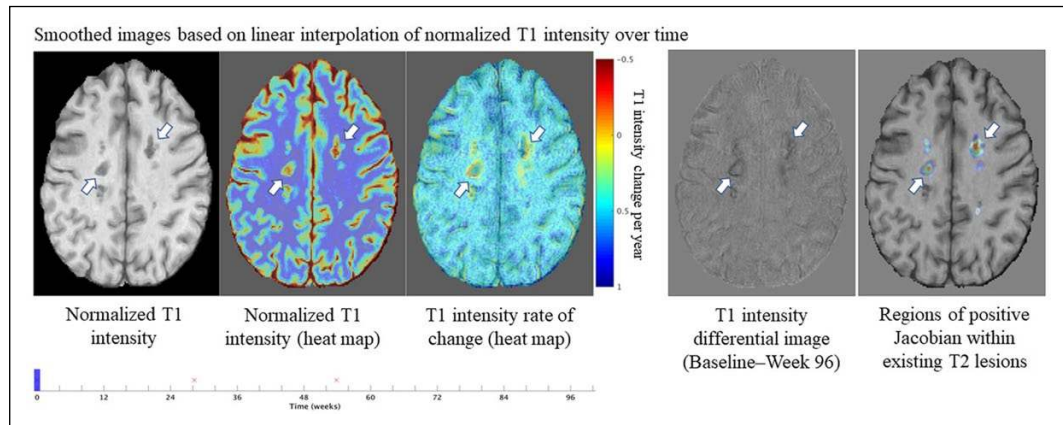 Smoothed images based on linear interpolation of normalized T1 intensity over time
-0.5
0
0.5
1
T1 intensity change per year
Normalized T1
intensity
Normalized T1
intensity (heat map)
T1 intensity rate of
change (heat map)
T1 intensity
differential image
(Baseline–Week 96)
Regions of positive
Jacobian within
existing T2 lesions
0 12 24 36 48 60 72 84 96
Time (weeks)